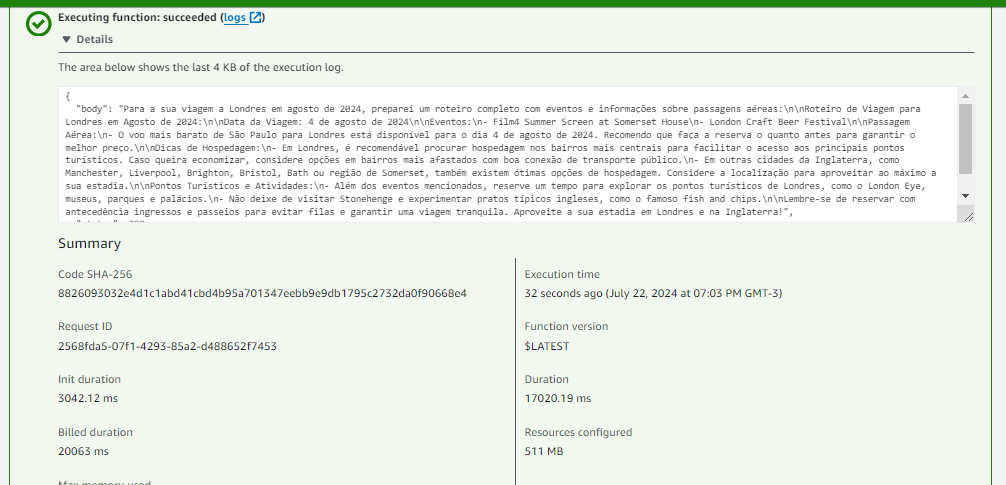 Executing function: succeeded (logs)
Details
The area below shows the last 4 KB of the execution log.
{
"body": "Para a sua viagem a Londres em agosto de 2024, preparei um roteiro completo com eventos e informações sobre passagens aéreas:\n\nRoteiro de Viagem para
Londres em Agosto de 2024:\n\nData da Viagem: 4 de agosto de 2024\n\nEventos:\n- Film4 Summer Screen at Somerset House\n- London Craft Beer Festival\n\nPassagem
Aérea:\n- O voo mais barato de São Paulo para Londres está disponível para o dia 4 de agosto de 2024. Recomendo que faça a reserva o quanto antes para garantir o
melhor preço.\n\nDicas de Hospedagem:\n- Em Londres, é recomendável procurar hospedagem nos bairros mais centrais para facilitar o acesso aos principais pontos
turísticos. Caso queira economizar, considere opções em bairros mais afastados com boa conexão de transporte público.\n- Em outras cidades da Inglaterra, como
Manchester, Liverpool, Brighton, Bristol, Bath ou região de Somerset, também existem ótimas opções de hospedagem. Considere a localização para aproveitar ao máximo a
sua estadia.\n\nPontos Turísticos e Atividades:\n- Além dos eventos mencionados, reserve um tempo para explorar os pontos turísticos de Londres, como o London Eye,
museus, parques e palácios.\n- Não deixe de visitar Stonehenge e experimentar pratos típicos ingleses, como o famoso fish and chips.\n\nLembre-se de reservar com
antecedência ingressos e passeios para evitar filas e garantir uma viagem tranquila. Aproveite a sua estadia em Londres e na Inglaterra!",
Summary
Code SHA-256
8826093032e4d1c1abd41cbd4b95a701347eebb9e9db1795c2732da0f90668e4
Execution time
32 seconds ago (July 22, 2024 at 07:03 PM GMT-3)
Request ID
2568fda5-07f1-4293-85a2-d488652f7453
Function version
$LATEST
Init duration
3042.12 ms
Duration
17020.19 ms
Billed duration
20063 ms
Resources configured
511 MB
Max memory used